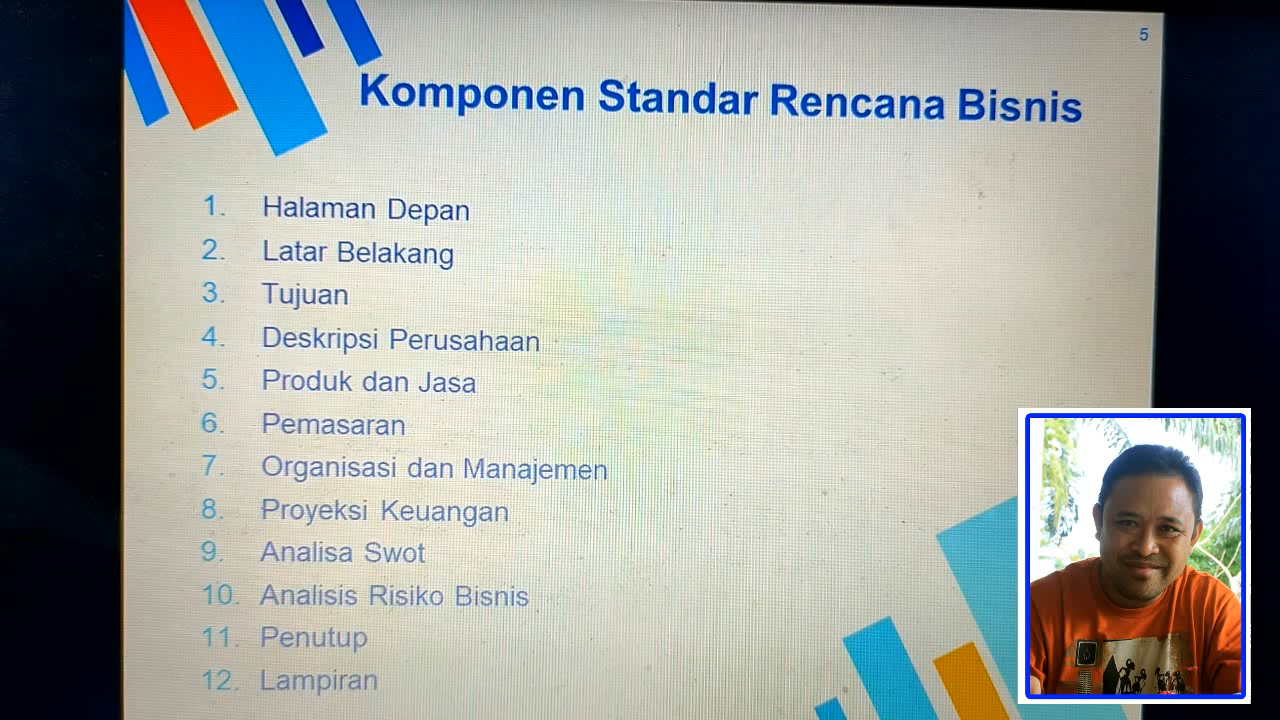 5
Komponen Standar Rencana Bisnis
1. Halaman Depan
2. Latar Belakang
3. Tujuan
4. Deskripsi Perusahaan
5. Produk dan Jasa
6. Pemasaran
7. Organisasi dan Manajemen
8. Proyeksi Keuangan
9. Analisa Swot
10. Analisis Risiko Bisnis
11. Penutup
12. Lampiran